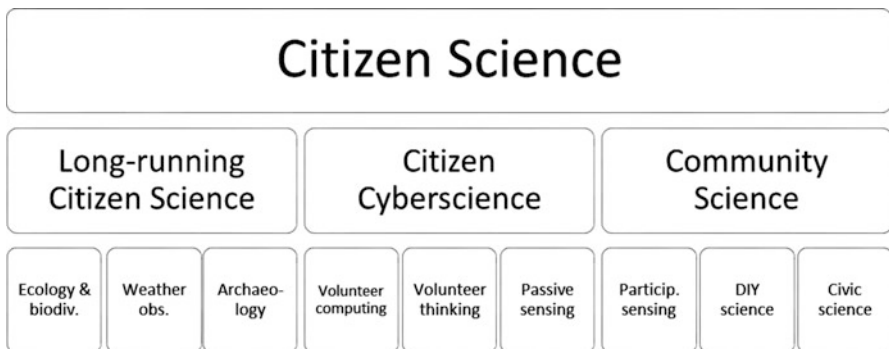 Citizen Science
Long-running
Citizen Science
Citizen
Cyberscience
Community
Science
Ecology &
biodiv.
Weather
obs.
Archaeo-
logy
Volunteer
computing
Volunteer
thinking
Passive
sensing
Particip.
sensing
DIY
science
Civic
science